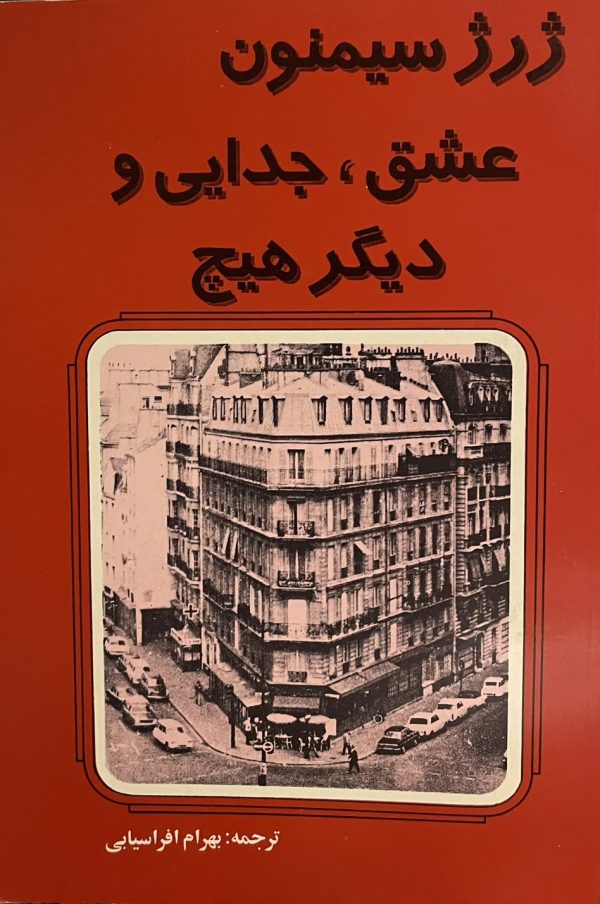 ژرژ سیمنون
عشق، جدایی و
دیگر هیچ
ترجمه: بهرام افراسیابی